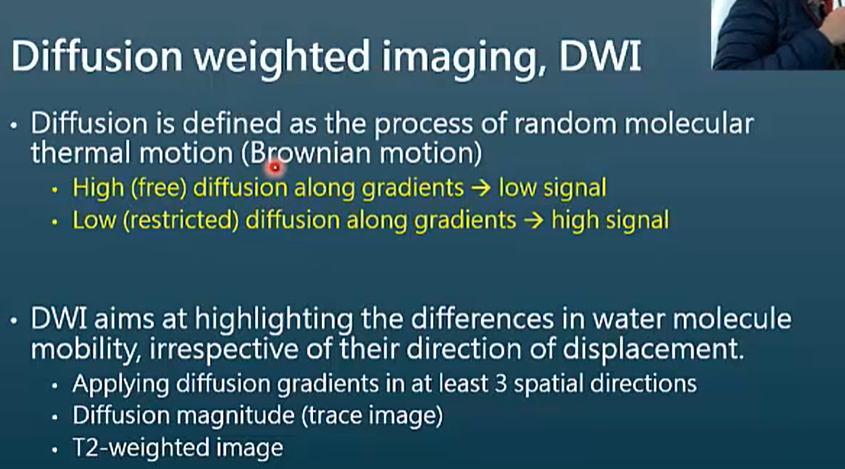 Diffusion weighted imaging, DWI
• Diffusion is defined as the process of random molecular
thermal motion (Brownian motion)
• High (free) diffusion along gradients → low signal
• Low (restricted) diffusion along gradients → high signal
• DWI aims at highlighting the differences in water molecule
mobility, irrespective of their direction of displacement.
• Applying diffusion gradients in at least 3 spatial directions
• Diffusion magnitude (trace image)
• T2-weighted image